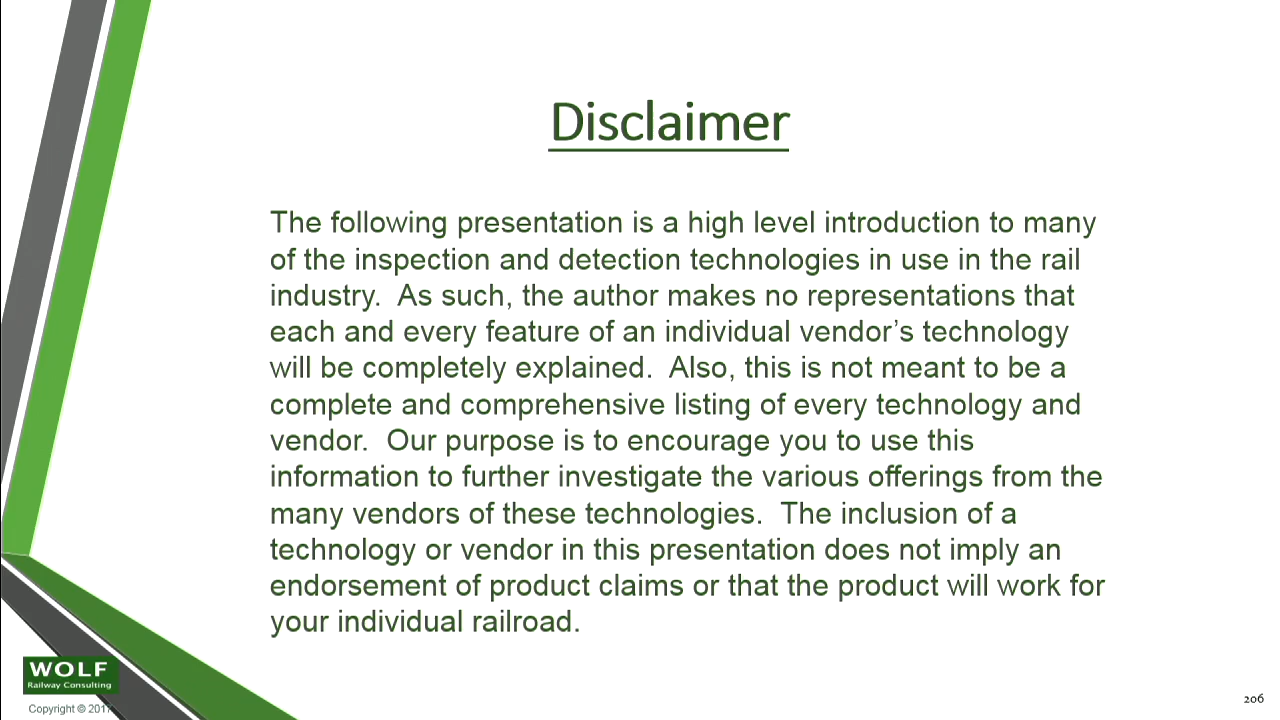 Disclaimer
The following presentation is a high level introduction to many
of the inspection and detection technologies in use in the rail
industry.  As such, the author makes no representations that
each and every feature of an individual vendor’s technology
will be completely explained.  Also, this is not meant to be a
complete and comprehensive listing of every technology and
vendor.  Our purpose is to encourage you to use this
information to further investigate the various offerings from the
many vendors of these technologies.  The inclusion of a
technology or vendor in this presentation does not imply an
endorsement of product claims or that the product will work for
your individual railroad.
WOLF
Railway Consulting
Copyright ©
206